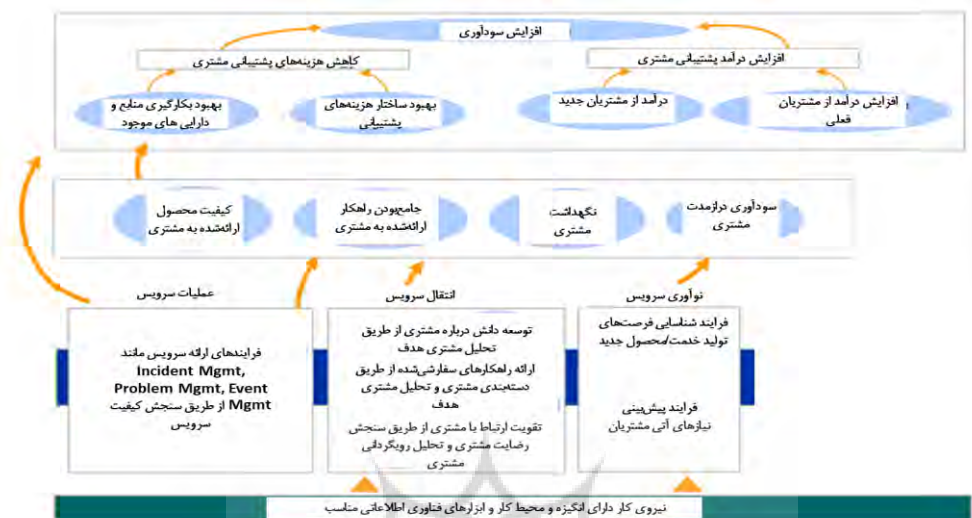 افزایش سودآوری
افزایش درآمد پشتیبانی مشتری
کاهش هزینه‌های پشتیبانی مشتری
افزایش درآمد از مشتریان
فعلی
درآمد از مشتریان جدید
بهبود ساختار هزینه‌های
پشتیبانی
بهبود بکارگیری منابع و
دارایی های موجود
سودآوری درازمدت
مشتری
نگهداشت
مشتری
جامع‌بودن راهکار
ارائه‌شده به مشتری
کیفیت محصول
ارائه‌شده به مشتری
نوآوری سرویس
فرایند شناسایی فرصت‌های
تولید خدمت/محصول جدید
فرایند پیش‌بینی
نیازهای آتی مشتریان
انتقال سرویس
توسعه دانش درباره مشتری از طریق
تحلیل مشتری هدف
ارائه راهکارهای سفارشی‌شده از طریق
دسته‌بندی مشتری و تحلیل مشتری
هدف
تقویت ارتباط با مشتری از طریق سنجش
رضایت مشتری و تحلیل رویگردانی
مشتری
عملیات سرویس
فرایندهای ارائه سرویس مانند
Incident Mgmt,
Problem Mgmt, Event
Mgmt از طریق سنجش کیفیت
سرویس
نیروی کار دارای انگیزه و محیط کار و ابزارهای فناوری اطلاعاتی مناسب